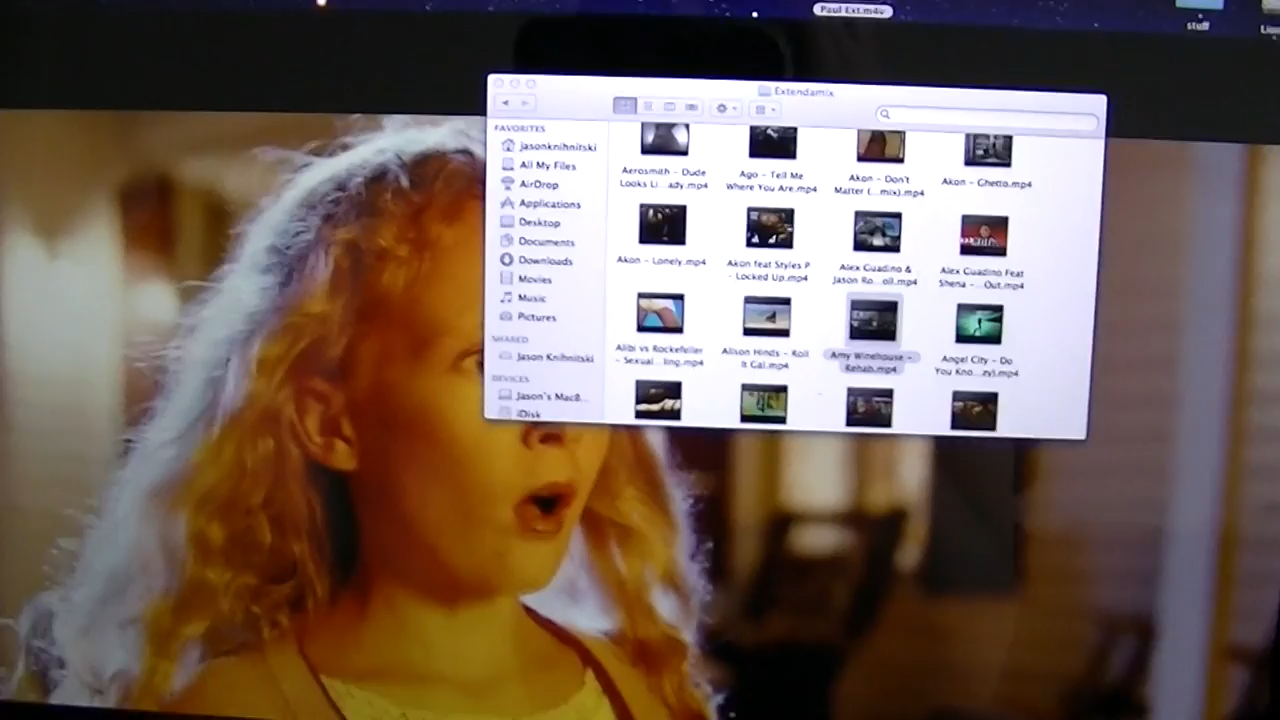 Paul Ext.m4v
stuff
Extendamix
FAVORITES
jasonknihnitski
All My Files
AirDrop
Applications
Desktop
Documents
Downloads
Movies
Music
Pictures
SHARED
Jason Knihnitski
DEVICES
Jason's MacB...
iDisk
Aerosmith - Dude
Looks Li...ady.mp4
Ago - Tell Me
Where You Are.mp4
Akon - Don't
Matter (...mix).mp4
Akon - Ghetto.mp4
Akon - Lonely.mp4
Akon feat Styles P
- Locked Up.mp4
Alex Guadino &
Jason Ro...oll.mp4
Alex Guadino Feat
Shena -...Out.mp4
Alibi vs Rockefeller
- Sexual...ling.mp4
Alison Hinds - Roll
It Gal.mp4
Amy Winehouse -
Rehab.mp4
Angel City - Do
You Kno...zy).mp4